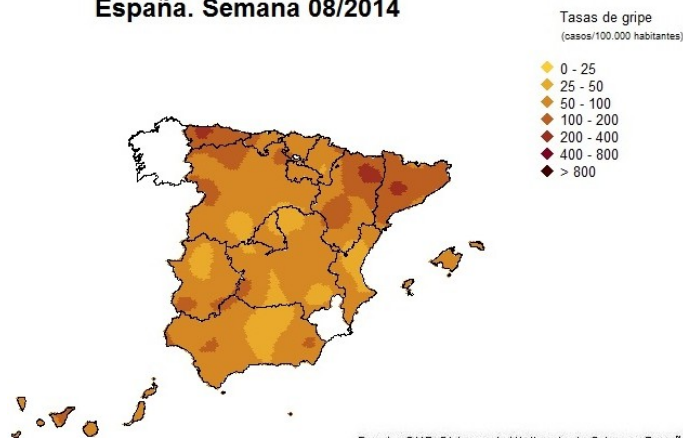 España. Semana 08/2014
Tasas de gripe
(casos/100.000 habitantes)
0 - 25
25 - 50
50 - 100
100 - 200
200 - 400
400 - 800
> 800